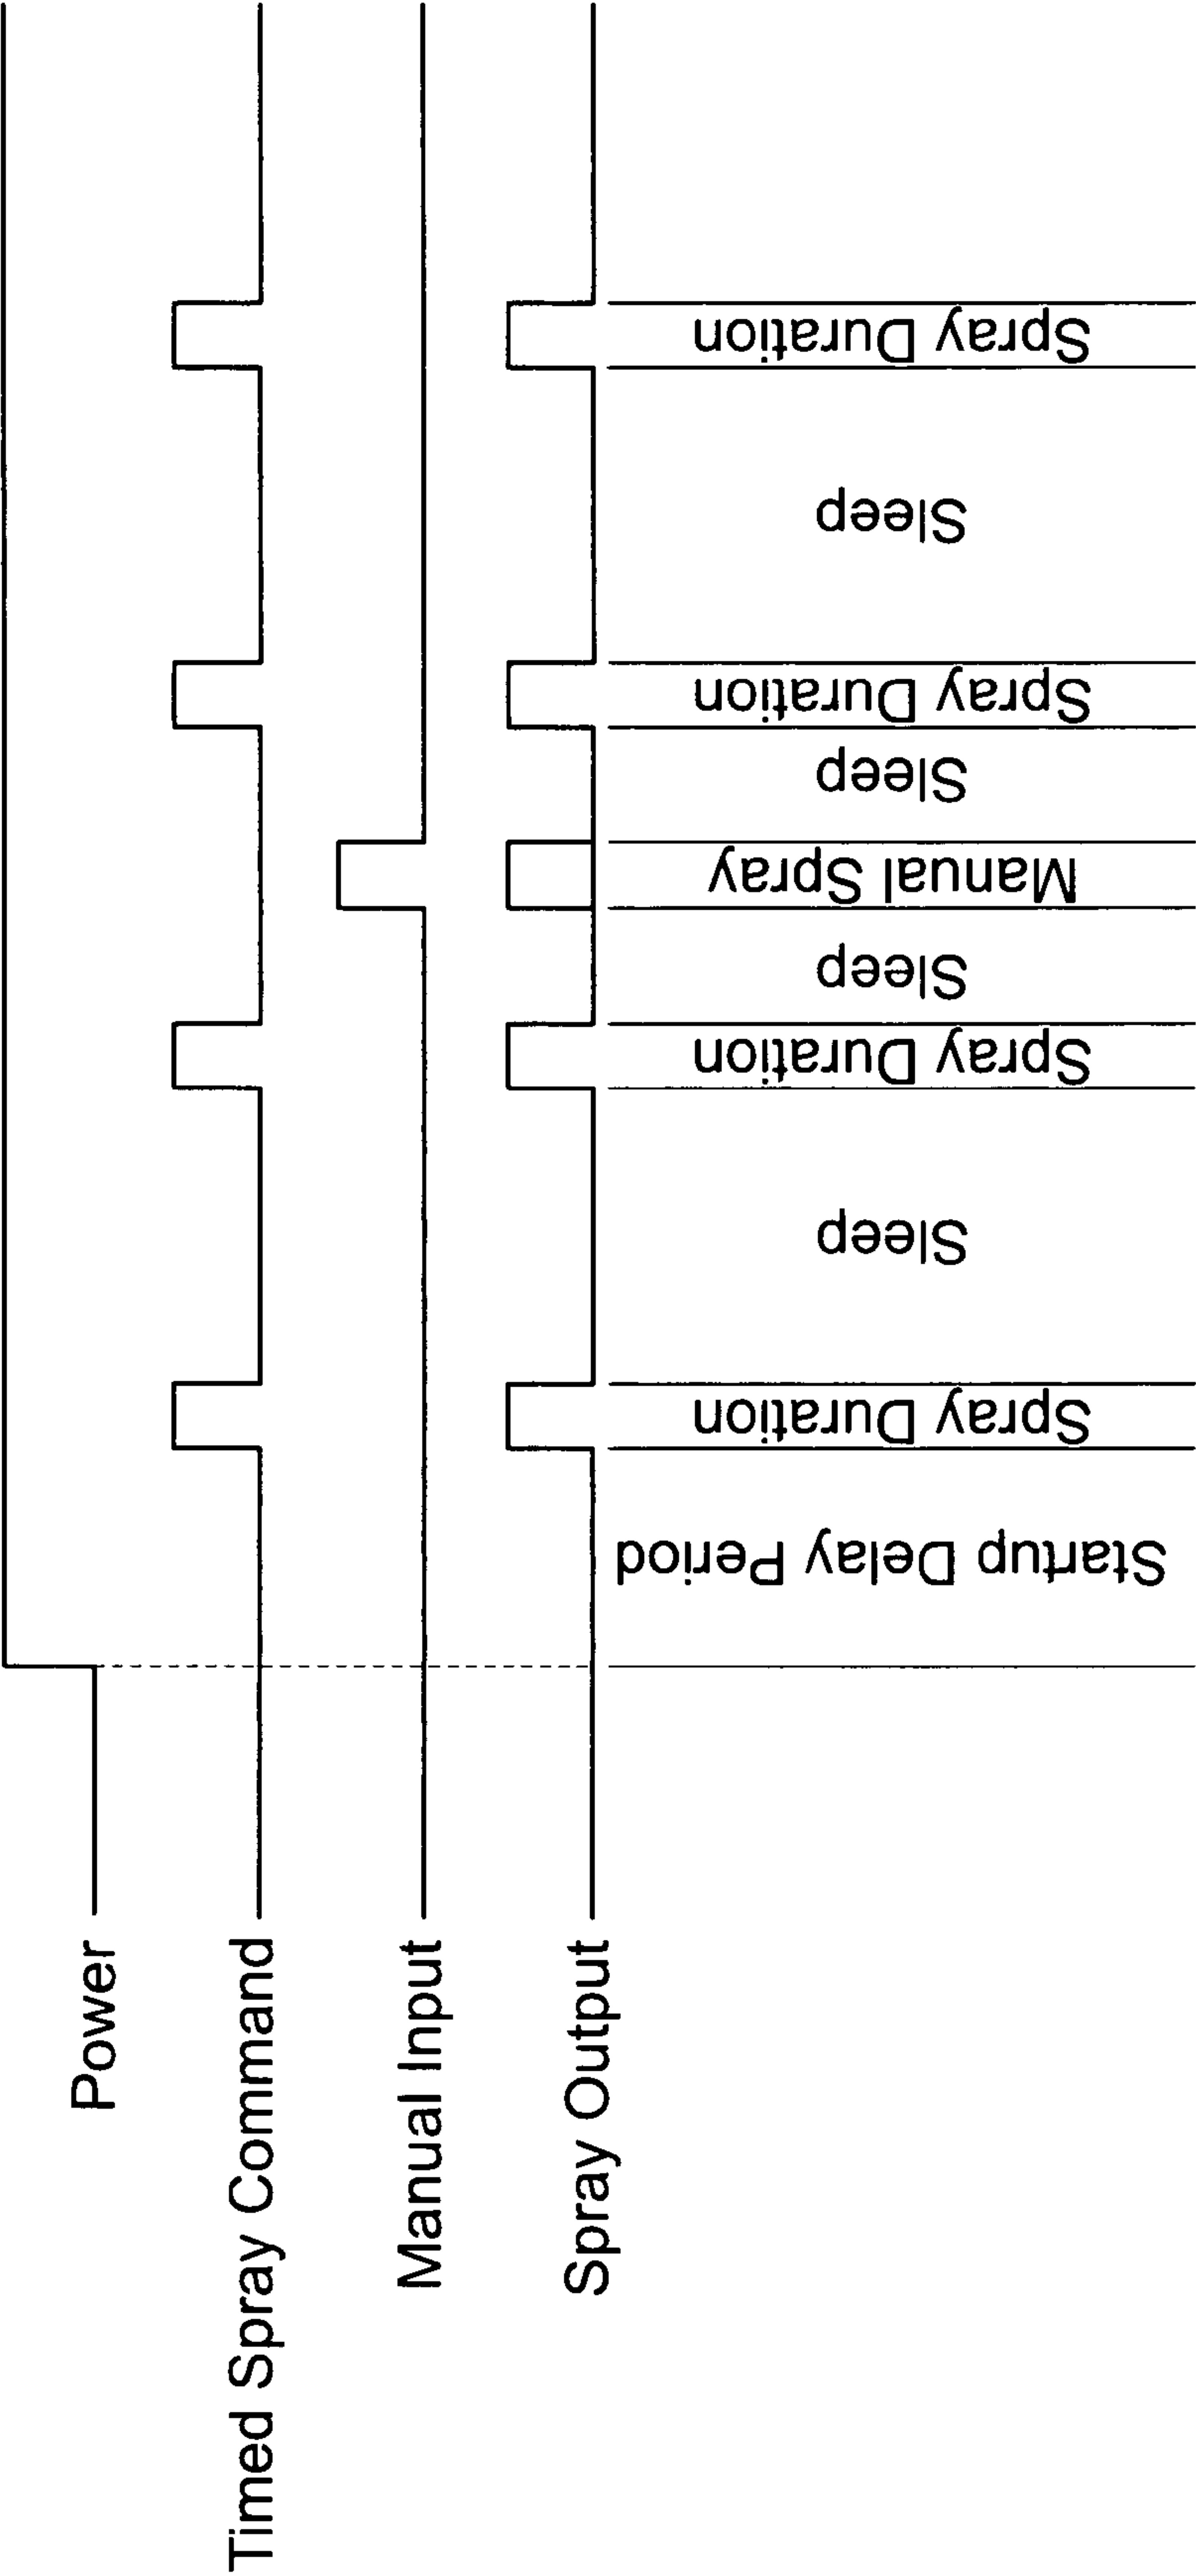 Power
Timed Spray Command
Manual Input
Spray Output
Startup Delay Period
Spray Duration
Sleep
Spray Duration
Sleep
Manual Spray
Sleep
Spray Duration
Sleep
Spray Duration